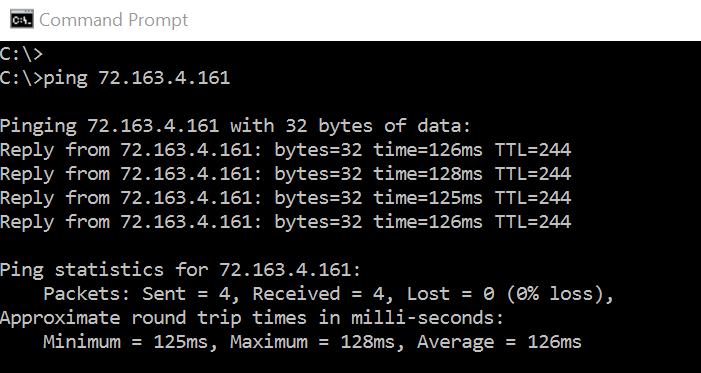 Command Prompt
C:\>
C:\>ping 72.163.4.161
Pinging 72.163.4.161 with 32 bytes of data:
Reply from 72.163.4.161: bytes=32 time=126ms TTL=244
Reply from 72.163.4.161: bytes=32 time=128ms TTL=244
Reply from 72.163.4.161: bytes=32 time=125ms TTL=244
Reply from 72.163.4.161: bytes=32 time=126ms TTL=244
Ping statistics for 72.163.4.161:
    Packets: Sent = 4, Received = 4, Lost = 0 (0% loss),
Approximate round trip times in milli-seconds:
    Minimum = 125ms, Maximum = 128ms, Average = 126ms